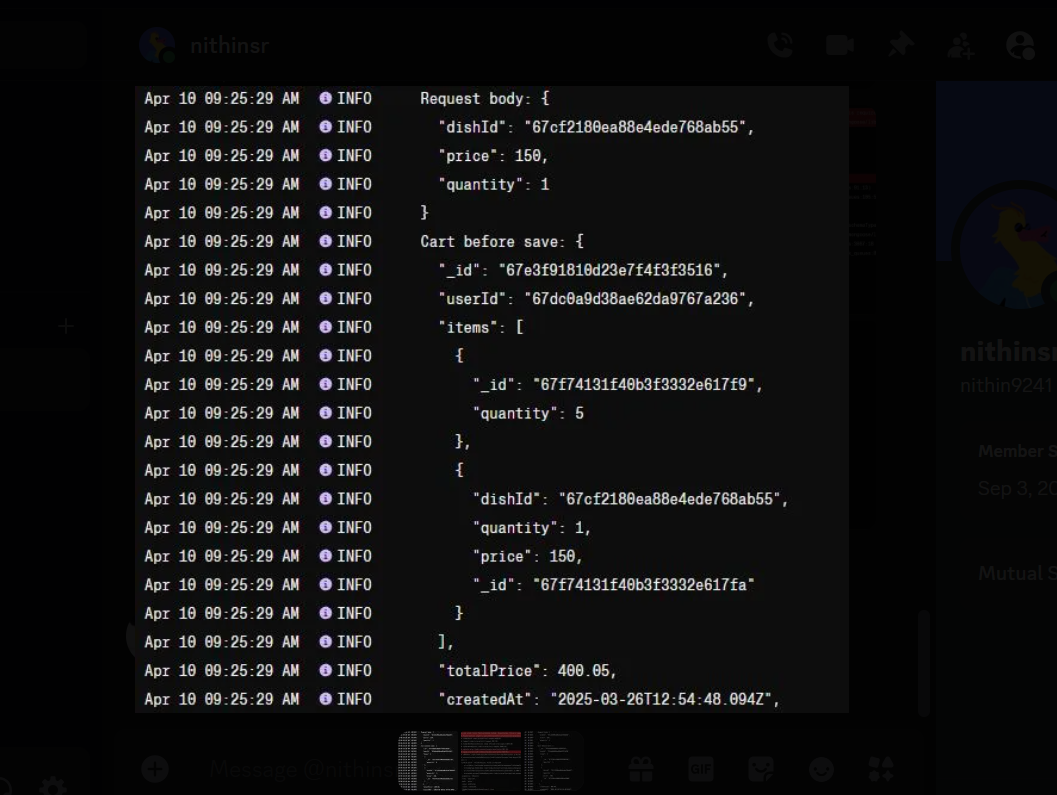 nithinsr
Apr 10 09:25:29 AM INFO Request body: {
Apr 10 09:25:29 AM INFO "dishId": "67cf2180ea88e4ede768ab55",
Apr 10 09:25:29 AM INFO "price": 150,
Apr 10 09:25:29 AM INFO "quantity": 1
Apr 10 09:25:29 AM INFO }
Apr 10 09:25:29 AM INFO Cart before save: {
Apr 10 09:25:29 AM INFO "_id": "67e3f91810d23e7f4f3f3516",
Apr 10 09:25:29 AM INFO "userId": "67dc0a9d38ae62da9767a236",
Apr 10 09:25:29 AM INFO "items": [
Apr 10 09:25:29 AM INFO {
Apr 10 09:25:29 AM INFO "_id": "67f74131f40b3f3332e617f9",
Apr 10 09:25:29 AM INFO "quantity": 5
Apr 10 09:25:29 AM INFO },
Apr 10 09:25:29 AM INFO {
Apr 10 09:25:29 AM INFO "dishId": "67cf2180ea88e4ede768ab55",
Apr 10 09:25:29 AM INFO "quantity": 1,
Apr 10 09:25:29 AM INFO "price": 150,
Apr 10 09:25:29 AM INFO "_id": "67f74131f40b3f3332e617fa"
Apr 10 09:25:29 AM INFO }
Apr 10 09:25:29 AM INFO ],
Apr 10 09:25:29 AM INFO "totalPrice": 400.05,
Apr 10 09:25:29 AM INFO "createdAt": "2025-03-26T12:54:48.094Z",
nithinsr
nithin9241
Member S
Sep 3, 20
Mutual S
Message @nithins
GIF